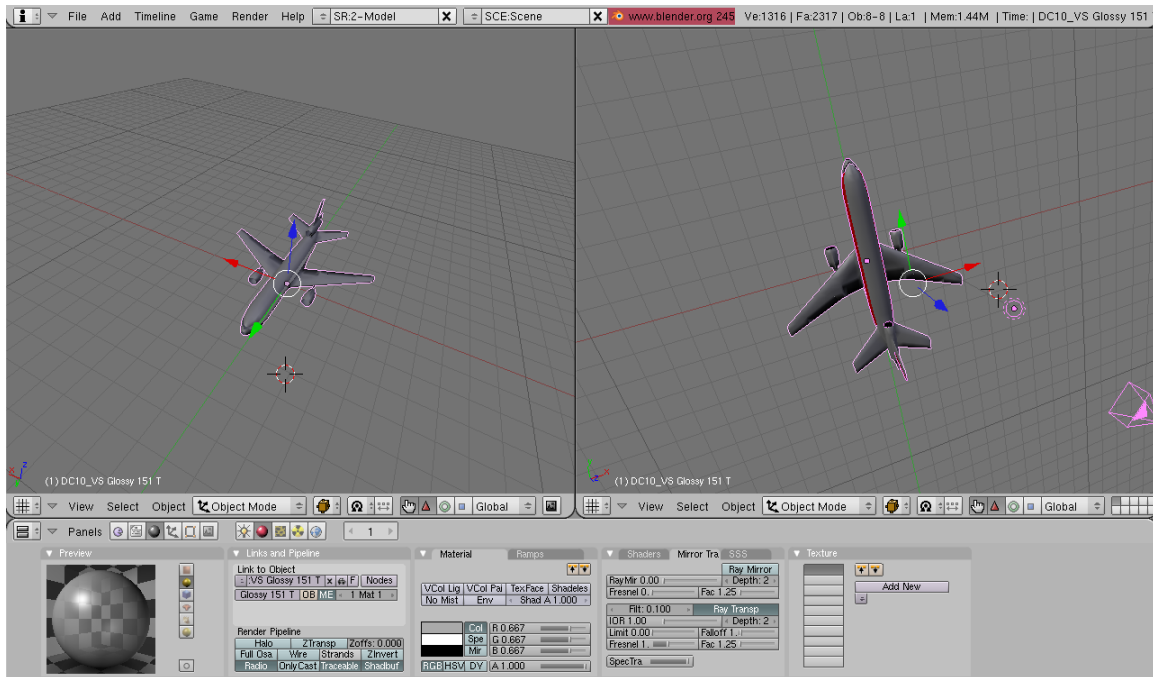 File Add Timeline Game Render Help SR:2-Model X SCE:Scene X www.blender.org 245 Ve:1316 | Fa:2317 | Ob:8-8 | La:1 | Mem:1.44M | Time: | DC10_VS Glossy 151
(1) DC10_VS Glossy 151 T
(1) DC10_VS Glossy 151 T
View Select Object Object Mode Global
View Select Object Object Mode Global
Panels 1
Preview
Links and Pipeline
Link to Object
:VS Glossy 151 T X F Nodes
Glossy 151 T OB ME 1 Mat 1
Render Pipeline
Halo ZTransp Zoffs: 0.000
Full Osa Wire Strands ZInvert
Radio OnlyCast Traceable Shadbuf
Material Ramps
VCol Lig VCol Pai TexFace Shadeles
No Mist Env Shad A 1.000
Col R 0.667
Spe G 0.667
Mir B 0.667
RGB HSV DY A 1.000
Shaders Mirror Tra SSS
Ray Mirror
RayMir 0.00 Depth: 2
Fresnel 0. Fac 1.25
Filt: 0.100 Ray Transp
IOR 1.00 Depth: 2
Limit 0.00 Falloff 1.
Fresnel 1. Fac 1.25
SpecTra
Texture
Add New